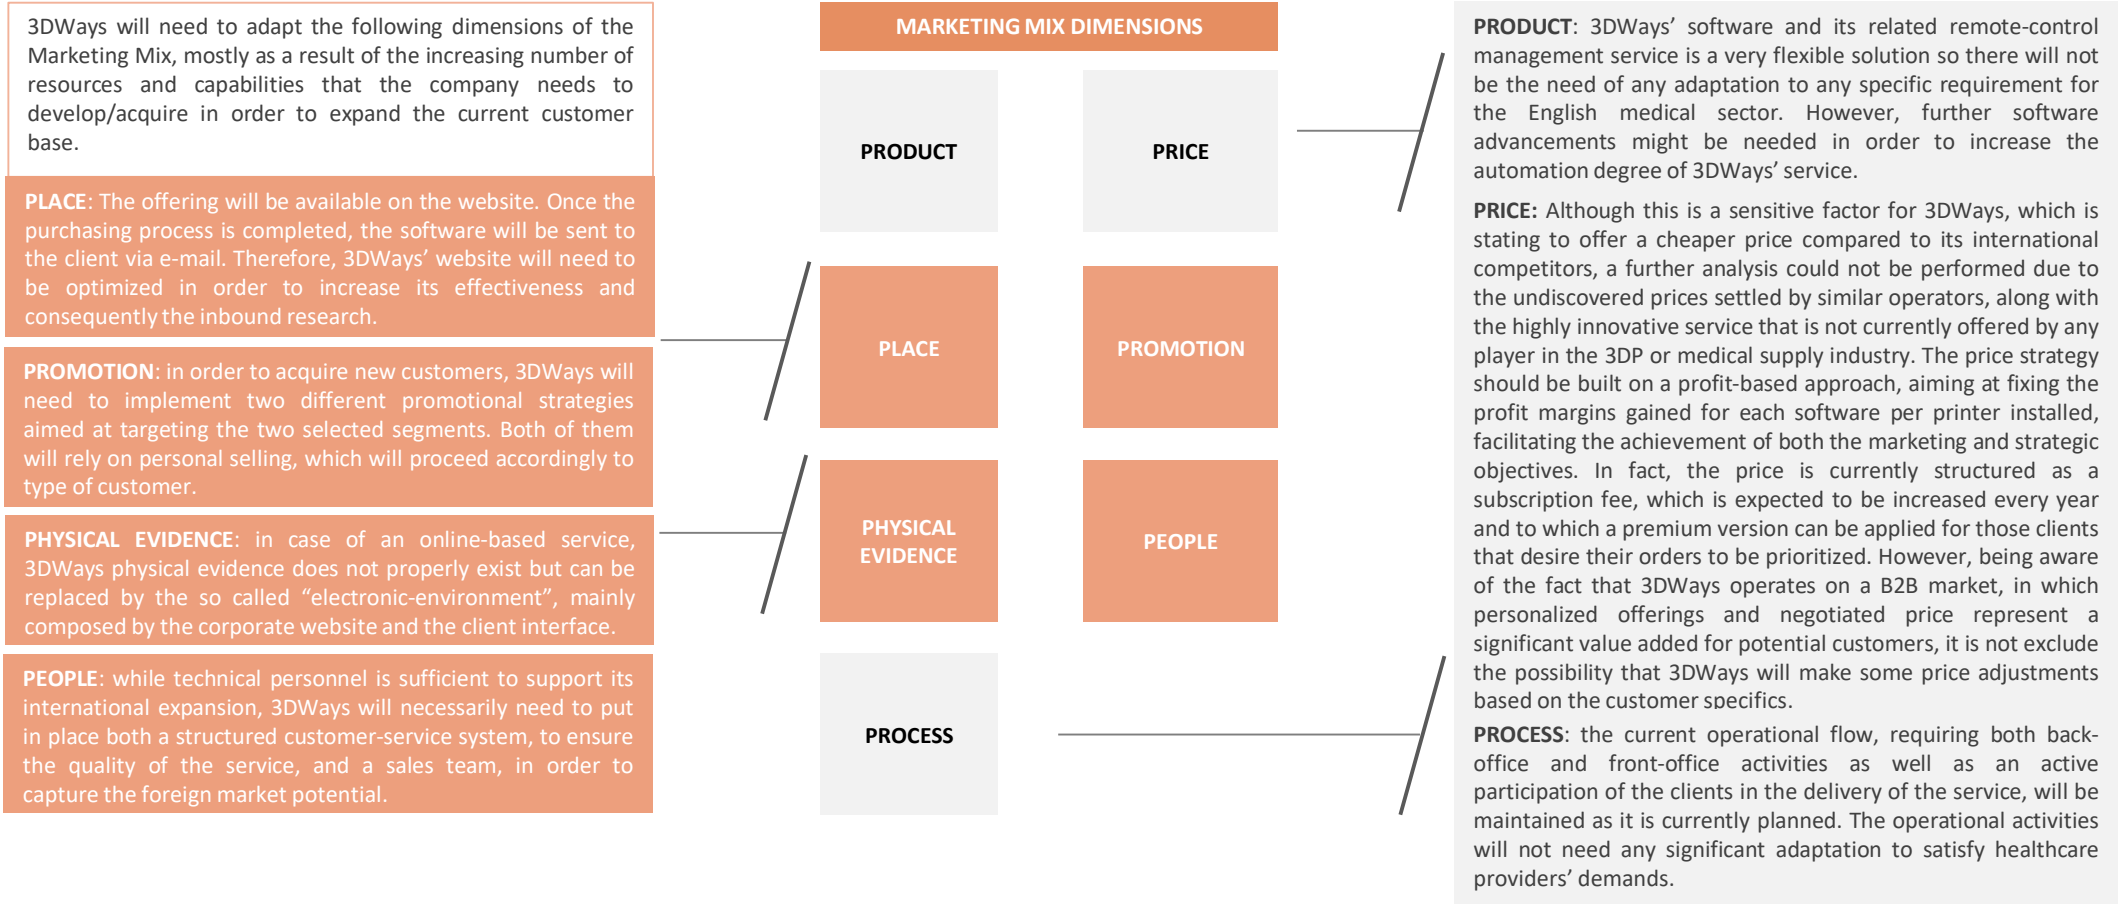 3DWays will need to adapt the following dimensions of the
Marketing Mix, mostly as a result of the increasing number of
resources and capabilities that the company needs to
develop/acquire in order to expand the current customer
base.
PLACE: The offering will be available on the website. Once the
purchasing process is completed, the software will be sent to
the client via e-mail. Therefore, 3DWays' website will need to
be optimized in order to increase its effectiveness and
consequently the inbound research.
PROMOTION: in order to acquire new customers, 3DWays will
need to implement two different promotional strategies
aimed at targeting the two selected segments. Both of them
will rely on personal selling, which will proceed accordingly to
type of customer.
PHYSICAL EVIDENCE: in case of an online-based service,
3DWays physical evidence does not properly exist but can be
replaced by the so called “electronic-environment”, mainly
composed by the corporate website and the client interface.
PEOPLE: while technical personnel is sufficient to support its
international expansion, 3DWays will necessarily need to put
in place both a structured customer-service system, to ensure
the quality of the service, and a sales team, in order to
capture the foreign market potential.
MARKETING MIX DIMENSIONS
PRODUCT
PRICE
PLACE
PROMOTION
PHYSICAL
EVIDENCE
PEOPLE
PROCESS
PRODUCT: 3DWays’ software and its related remote-control
management service is a very flexible solution so there will not
be the need of any adaptation to any specific requirement for
the English medical sector. However, further software
advancements might be needed in order to increase the
automation degree of 3DWays’ service.
PRICE: Although this is a sensitive factor for 3DWays, which is
stating to offer a cheaper price compared to its international
competitors, a further analysis could not be performed due to
the undiscovered prices settled by similar operators, along with
the highly innovative service that is not currently offered by any
player in the 3DP or medical supply industry. The price strategy
should be built on a profit-based approach, aiming at fixing the
profit margins gained for each software per printer installed,
facilitating the achievement of both the marketing and strategic
objectives. In fact, the price is currently structured as a
subscription fee, which is expected to be increased every year
and to which a premium version can be applied for those clients
that desire their orders to be prioritized. However, being aware
of the fact that 3DWays operates on a B2B market, in which
personalized offerings and negotiated price represent a
significant value added for potential customers, it is not exclude
the possibility that 3DWays will make some price adjustments
based on the customer specifics.
PROCESS: the current operational flow, requiring both back-
office and front-office activities as well as an active
participation of the clients in the delivery of the service, will be
maintained as it is currently planned. The operational activities
will not need any significant adaptation to satisfy healthcare
providers’ demands.